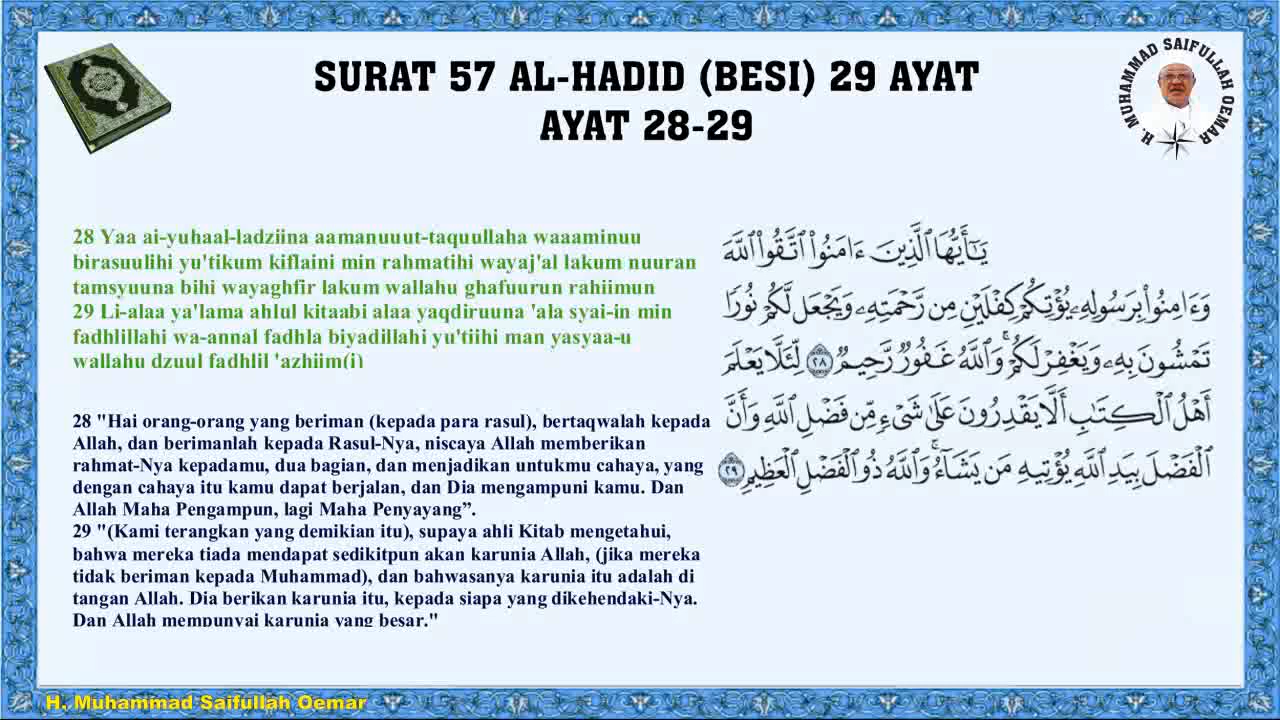 SURAT 57 AL-HADID (BESI) 29 AYAT
AYAT 28-29
H. MUHAMMAD SAIFULLAH OEMAR
28 Yaa ai-yuhaal-ladziina aamanuuut-taquullaha waaaminuu
birasuulihi yu'tikum kiflaini min rahmatihi wayaj'al lakum nuuran
tamsyuuna bihi wayaghfir lakum wallahu ghafuurun rahiimun
29 Li-alaa ya'lama ahlul kitaabi alaa yaqdiruuna 'ala syai-in min
fadhlillahi wa-annal fadhla biyadillahi yu'tiihi man yasyaa-u
wallahu dzuul fadhlil 'azhiim(i)
28 "Hai orang-orang yang beriman (kepada para rasul), bertaqwalah kepada
Allah, dan berimanlah kepada Rasul-Nya, niscaya Allah memberikan
rahmat-Nya kepadamu, dua bagian, dan menjadikan untukmu cahaya, yang
dengan cahaya itu kamu dapat berjalan, dan Dia mengampuni kamu. Dan
Allah Maha Pengampun, lagi Maha Penyayang”.
29 "(Kami terangkan yang demikian itu), supaya ahli Kitab mengetahui,
bahwa mereka tiada mendapat sedikitpun akan karunia Allah, (jika mereka
tidak beriman kepada Muhammad), dan bahwasanya karunia itu adalah di
tangan Allah. Dia berikan karunia itu, kepada siapa yang dikehendaki-Nya.
Dan Allah mempunyai karunia yang besar."
يَـٰٓأَيُّهَا ٱلَّذِينَ ءَامَنُوا۟ ٱتَّقُوا۟ ٱللَّهَ
وَءَامِنُوا۟ بِرَسُولِهِۦ يُؤْتِكُمْ كِفْلَيْنِ مِن رَّحْمَتِهِۦ وَيَجْعَل لَّكُمْ نُورًا
تَمْشُونَ بِهِۦ وَيَغْفِرْ لَكُمْ ۚ وَٱللَّهُ غَفُورٌ رَّحِيمٌ ٢٨ لِّئَلَّا يَعْلَمَ
أَهْلُ ٱلْكِتَـٰبِ أَلَّا يَقْدِرُونَ عَلَىٰ شَىْءٍ مِّن فَضْلِ ٱللَّهِ وَأَنَّ
ٱلْفَضْلَ بِيَدِ ٱللَّهِ يُؤْتِيهِ مَن يَشَآءُ ۚ وَٱللَّهُ ذُو ٱلْفَضْلِ ٱلْعَظِيمِ ٢٩
H. Muhammad Saifullah Oemar